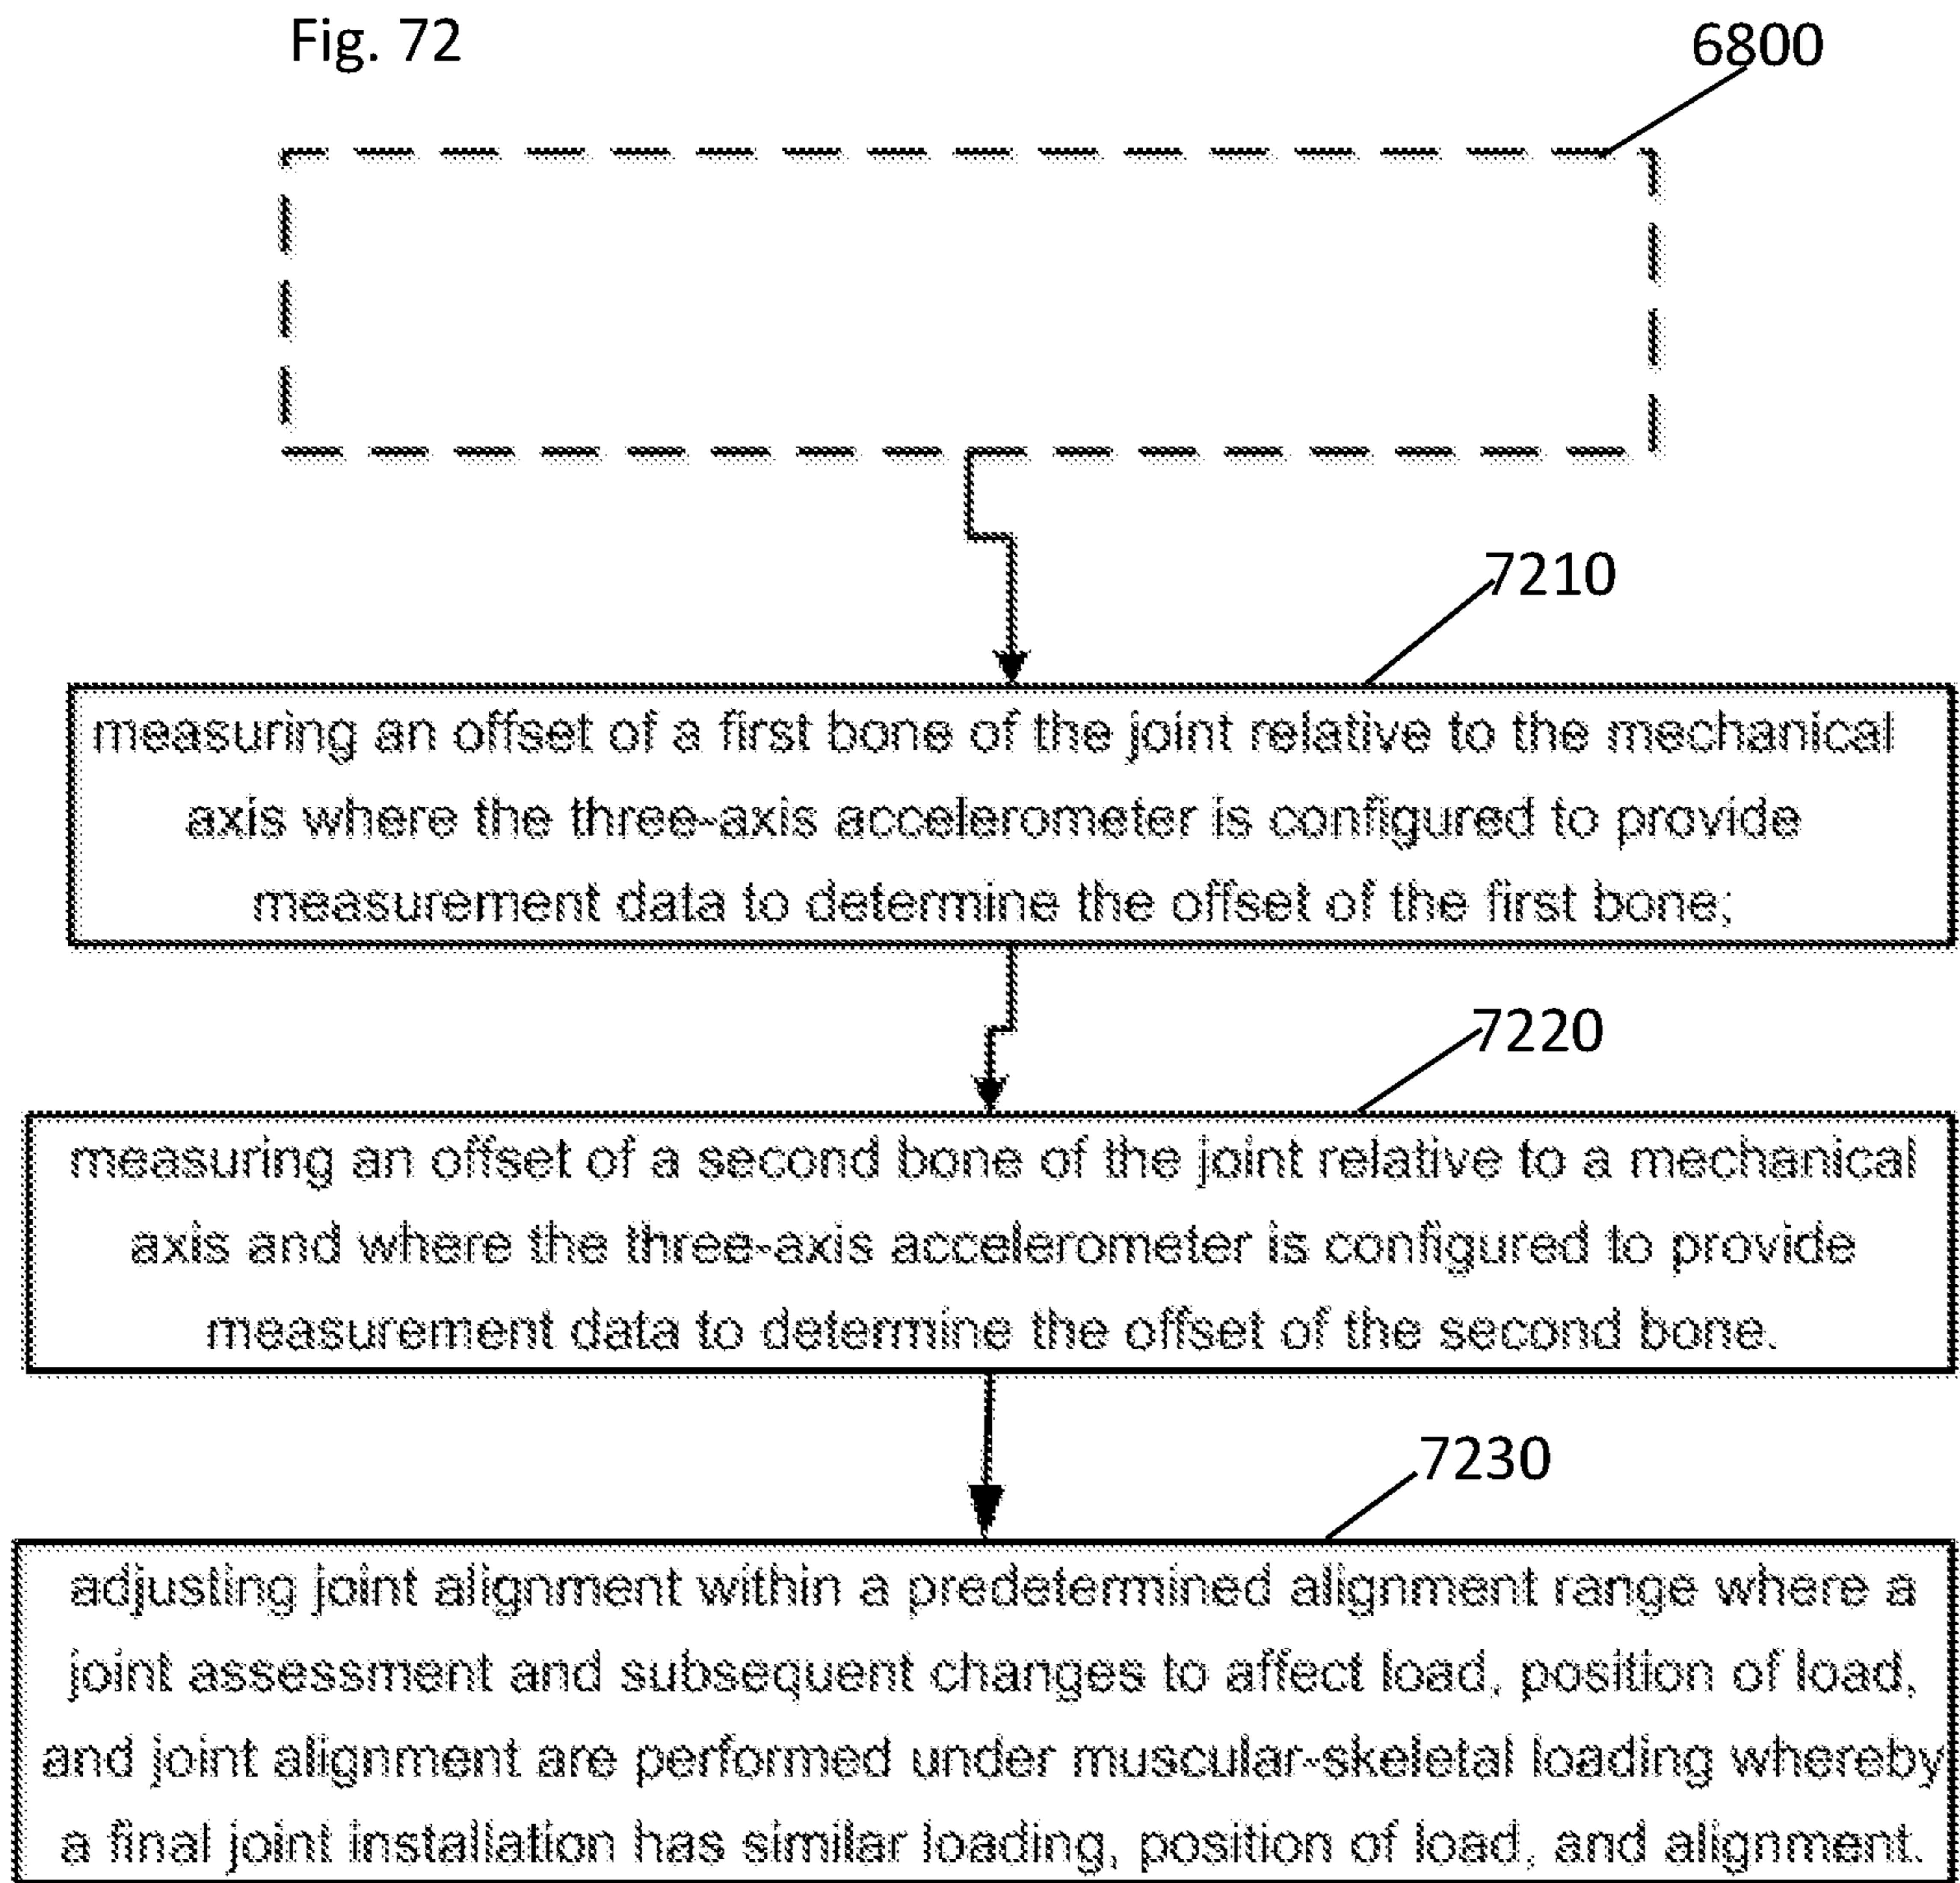 Fig. 72
6800
7210
measuring an offset of a first bone of the joint relative to the mechanical
axis where the three-axis accelerometer is configured to provide
measurement data to determine the offset of the first bone;
7220
measuring an offset of a second bone of the joint relative to a mechanical
axis and where the three-axis accelerometer is configured to provide
measurement data to determine the offset of the second bone.
7230
adjusting joint alignment within a predetermined alignment range where a
joint assessment and subsequent changes to affect load, position of load,
and joint alignment are performed under muscular-skeletal loading whereby
a final joint installation has similar loading, position of load, and alignment.